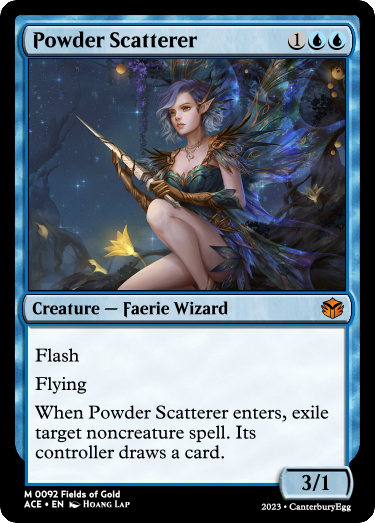 Powder Scatterer 1
Creature — Faerie Wizard
Flash
Flying
When Powder Scatterer enters, exile
target noncreature spell. Its
controller draws a card.
3/1
M 0092 Fields of Gold
ACE • EN Hoang Lap
2023 • CanterburyEgg